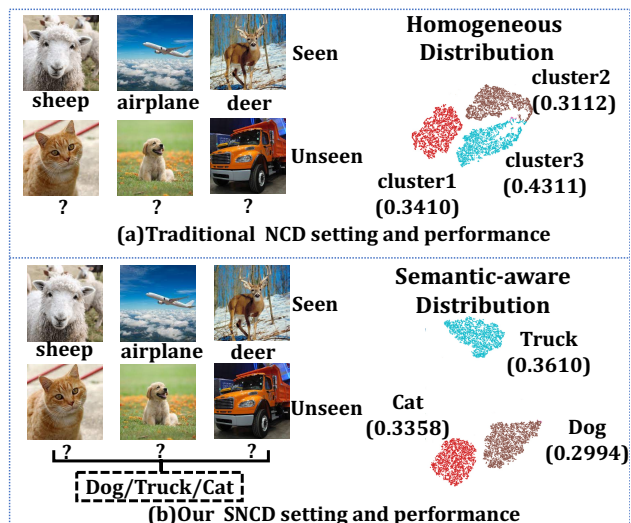 Homogeneous
Distribution
Seen
sheep airplane deer
cluster2
(0.3112)
Unseen
cluster3
(0.4311)
cluster1
(0.3410)
? ? ?
(a)Traditional NCD setting and performance
Semantic-aware
Distribution
Seen
sheep airplane deer
Truck
(0.3610)
Unseen
Cat
(0.3358)
Dog
(0.2994)
? ? ?
Dog/Truck/Cat
(b)Our SNCD setting and performance